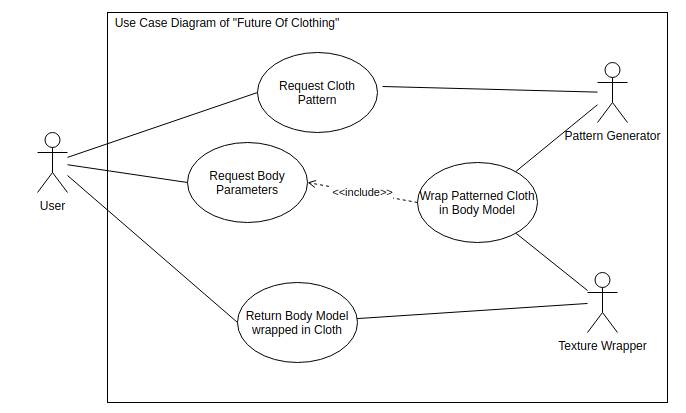 Use Case Diagram of "Future Of Clothing"
Request Cloth
Pattern
Pattern Generator
Request Body
Parameters
<<include>>
Wrap Patterned Cloth
in Body Model
User
Return Body Model
wrapped in Cloth
Texture Wrapper